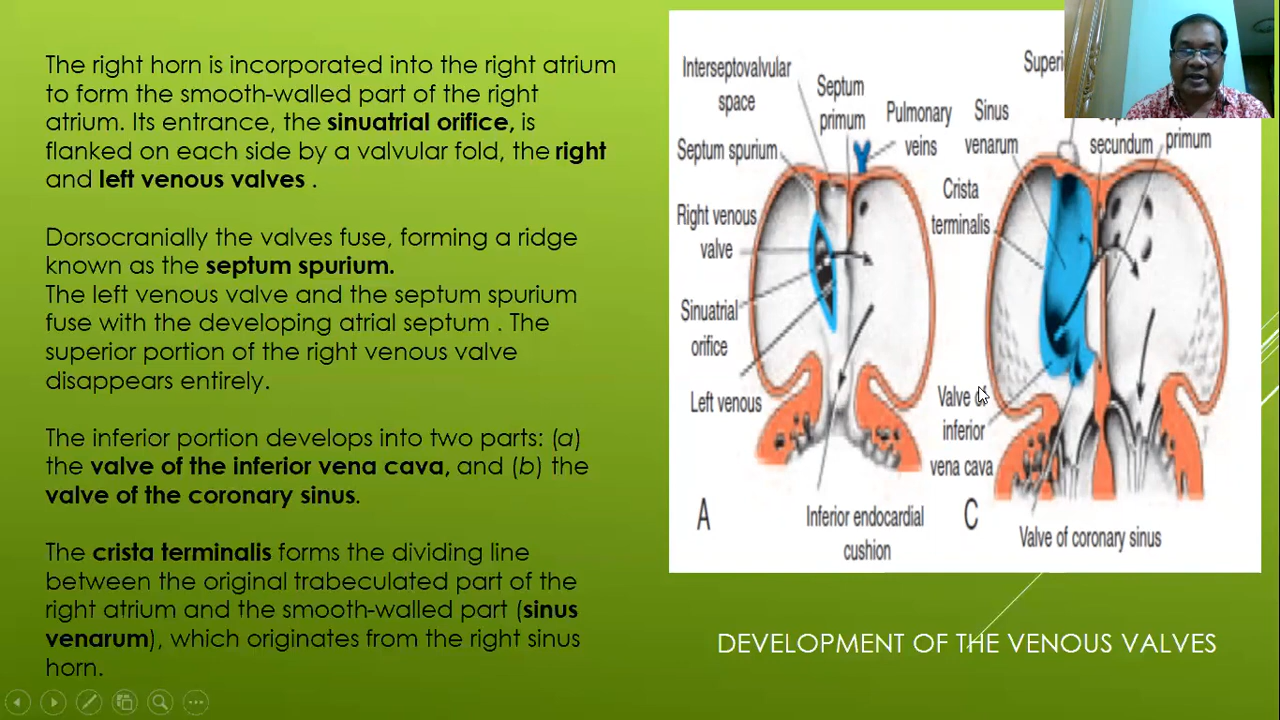 The right horn is incorporated into the right atrium
to form the smooth-walled part of the right
atrium. Its entrance, the sinuatrial orifice, is
flanked on each side by a valvular fold, the right
and left venous valves .
Dorsocranially the valves fuse, forming a ridge
known as the septum spurium.
The left venous valve and the septum spurium
fuse with the developing atrial septum . The
superior portion of the right venous valve
disappears entirely.
The inferior portion develops into two parts: (a)
the valve of the inferior vena cava, and (b) the
valve of the coronary sinus.
The crista terminalis forms the dividing line
between the original trabeculated part of the
right atrium and the smooth-walled part (sinus
venarum), which originates from the right sinus
horn.
Interseptovalvular
space
Septum
primum
Pulmonary
veins
Septum spurium
Right venous
valve
Sinuatrial
orifice
Left venous
A
Inferior endocardial
cushion
Sinus
venarum
secundum
primum
Crista
terminalis
Valve of
inferior
vena cava
C
Valve of coronary sinus
DEVELOPMENT OF THE VENOUS VALVES